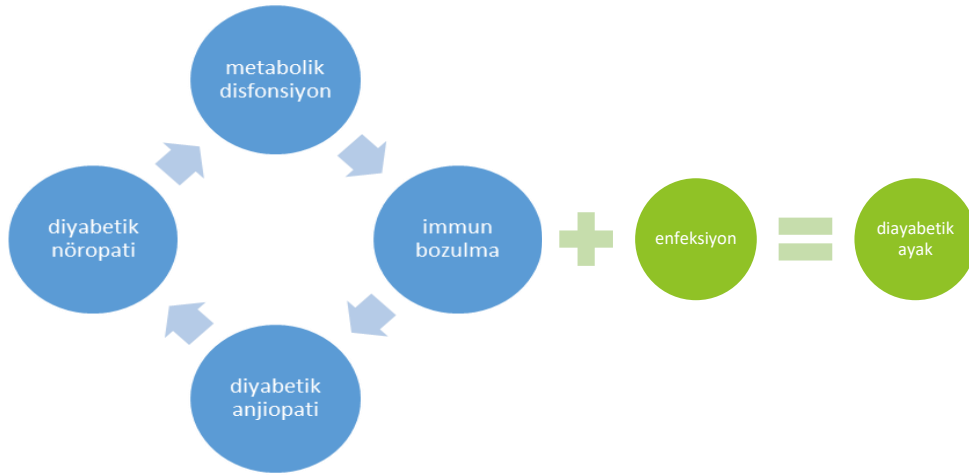 metabolik
disfonsiyon
immun
bozulma
diyabetik
anjiopati
diyabetik
nöropati
enfeksiyon
diayabetik
ayak